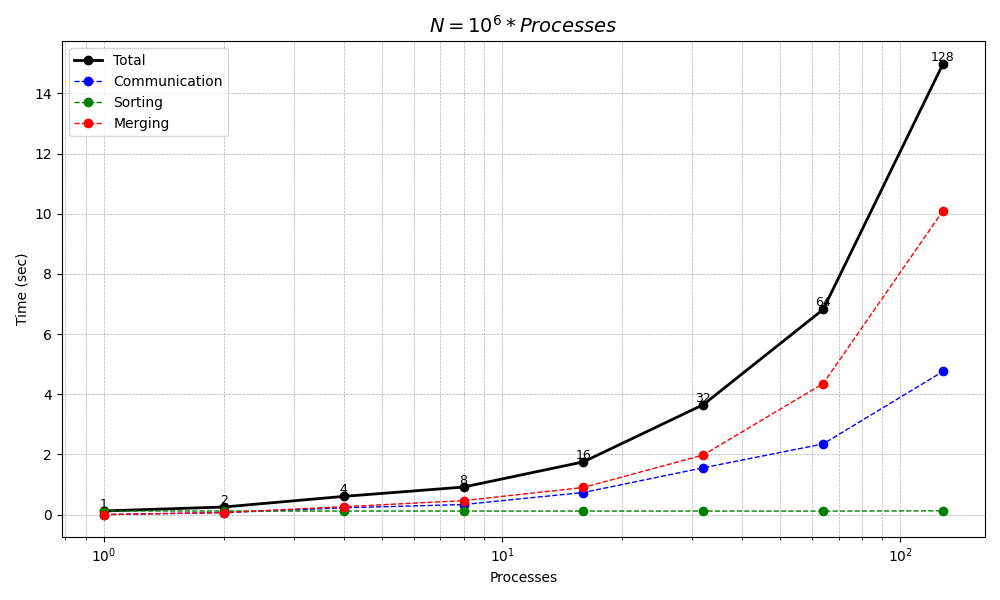 N = 10^6 * Processes
Total
Communication
Sorting
Merging
Time (sec)
14
12
10
8
6
4
2
0
1
2
4
8
16
32
64
128
10^0
10^1
10^2
Processes